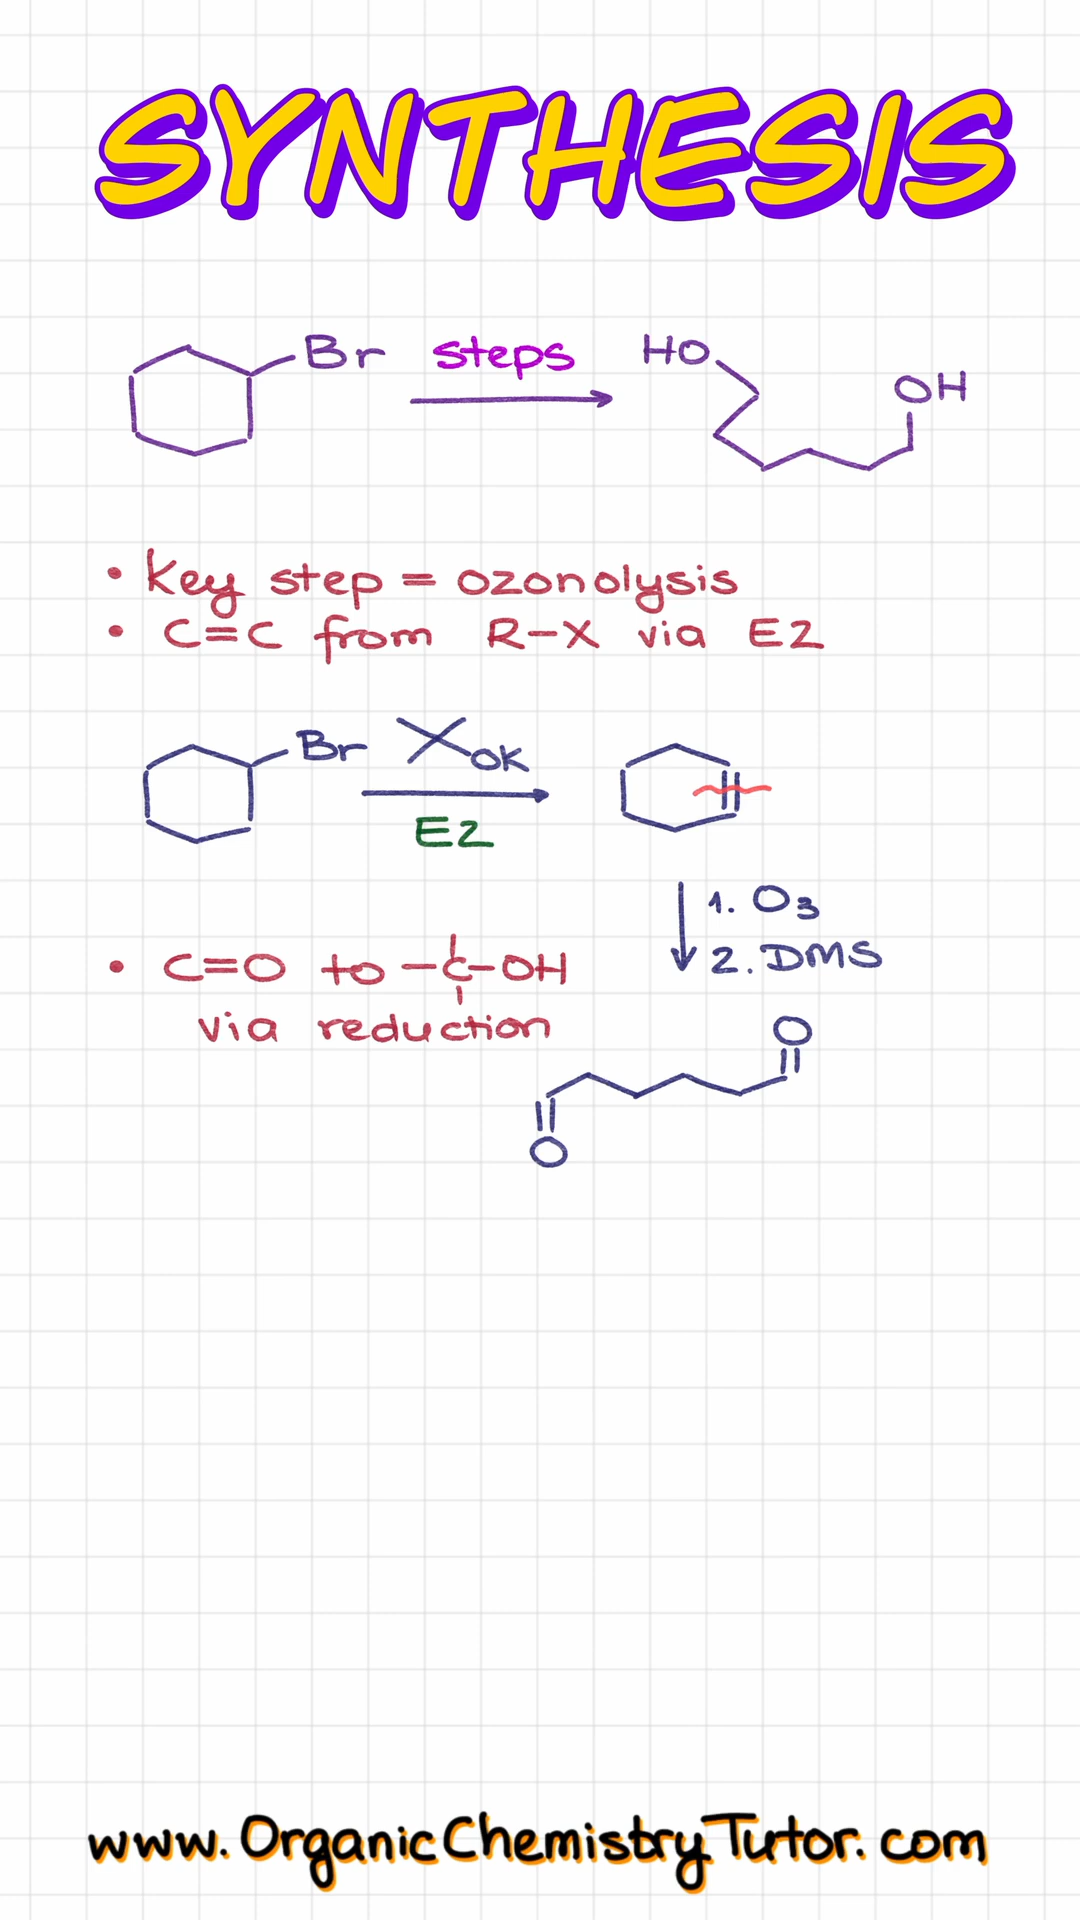 SYNTHESIS
Br steps HO OH
• Key step = ozonolysis
• C=C from R-X via E2
Br OK
E2
1. O3
2. DMS
• C=O to -C-OH
via reduction
O
O
www.OrganicChemistryTutor.com